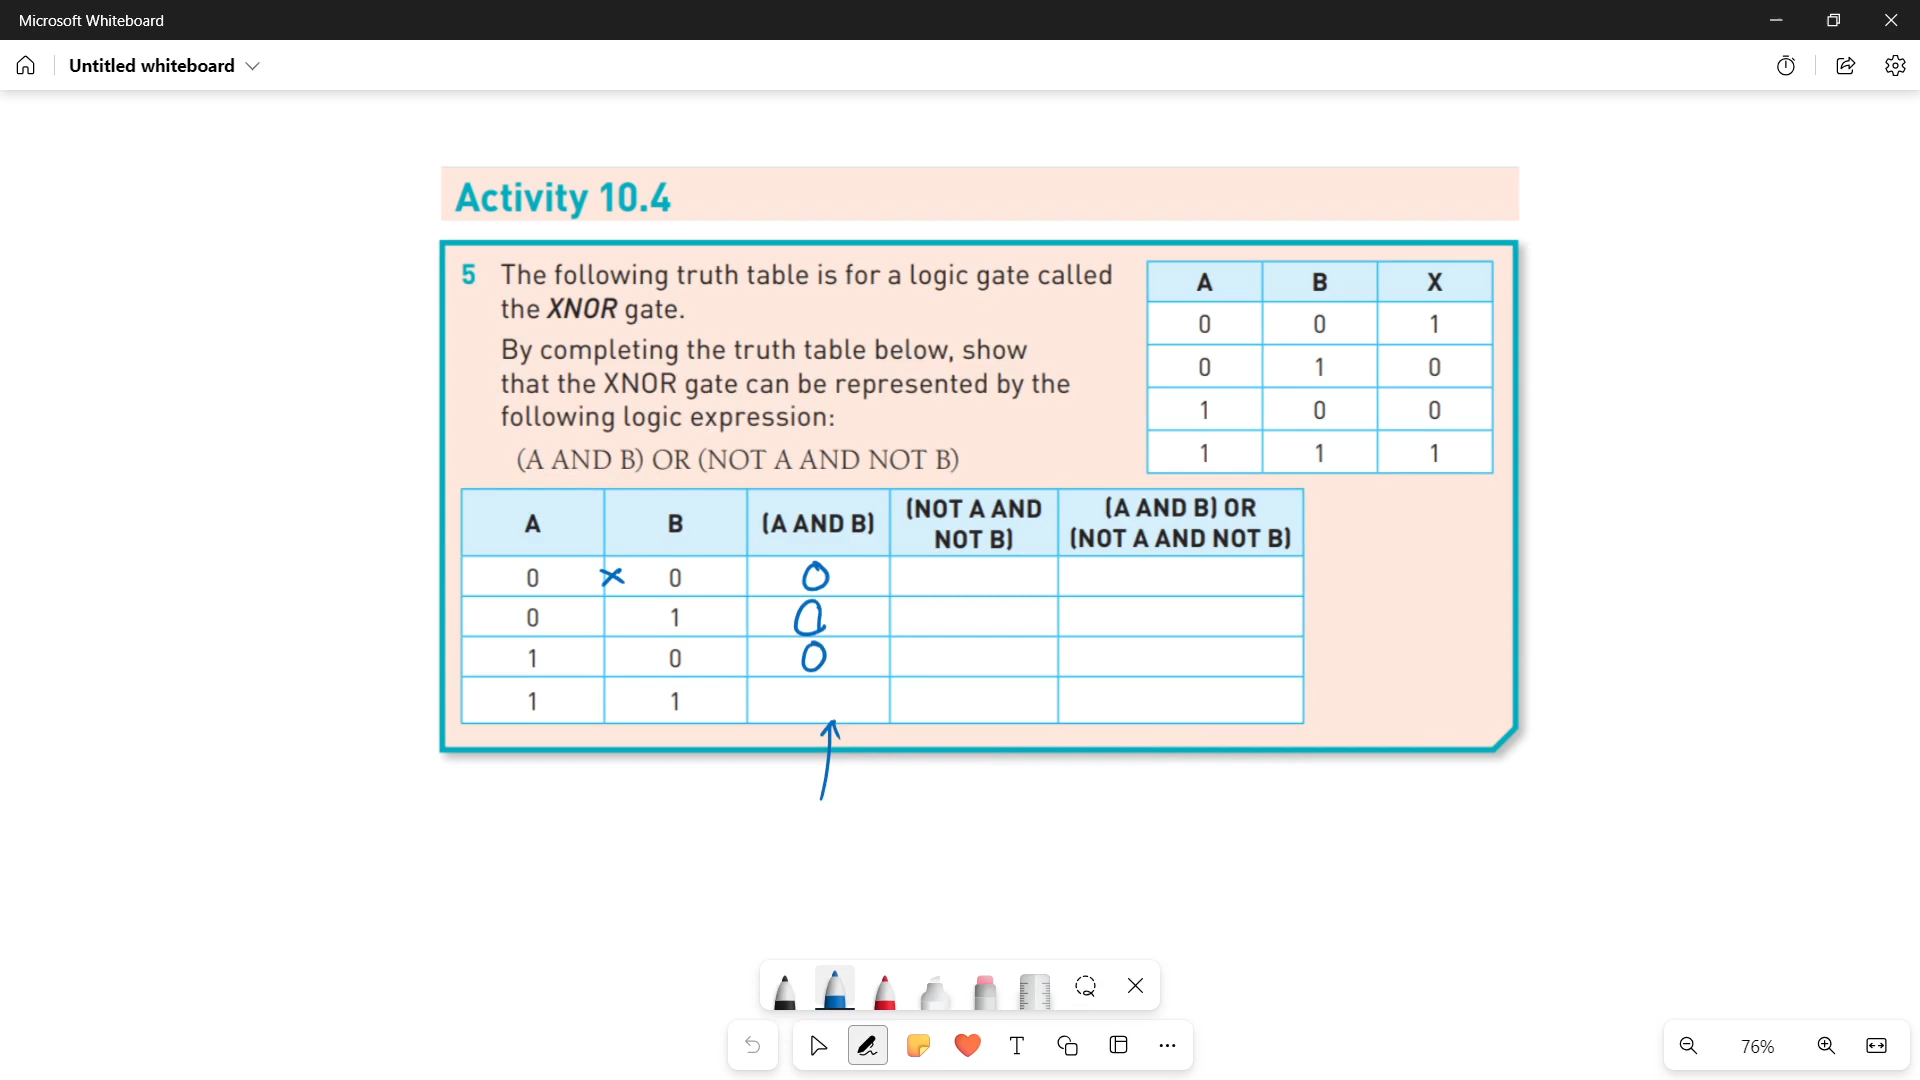 Microsoft Whiteboard
Untitled whiteboard
Activity 10.4
5 The following truth table is for a logic gate called
the XNOR gate.
By completing the truth table below, show
that the XNOR gate can be represented by the
following logic expression:
(A AND B) OR (NOT A AND NOT B)
A B X
0 0 1
0 1 0
1 0 0
1 1 1
A B (A AND B) (NOT A AND NOT B) (A AND B) OR (NOT A AND NOT B)
0 × 0 0
0 1 0
1 0 0
1 1
T
76%